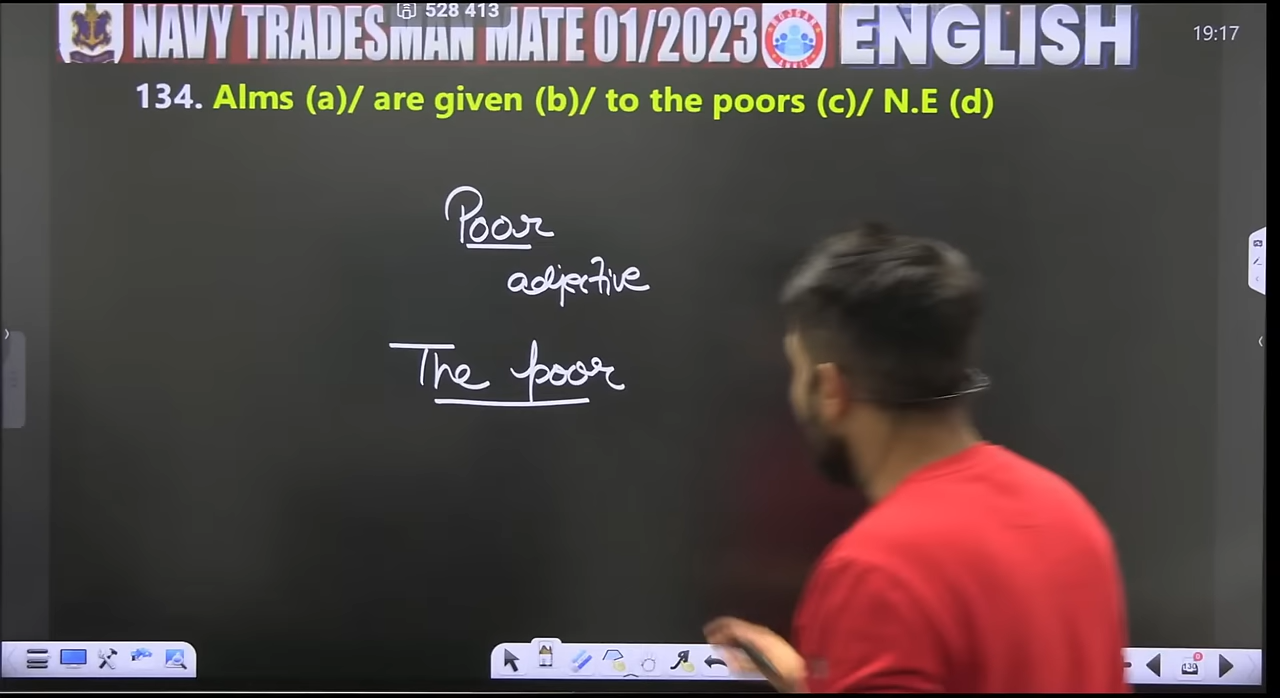 528 413
NAVY TRADESMAN MATE 01/2023 ENGLISH
19:17
134. Alms (a)/ are given (b)/ to the poors (c)/ N.E (d)
Poor
adjective
The poor
130